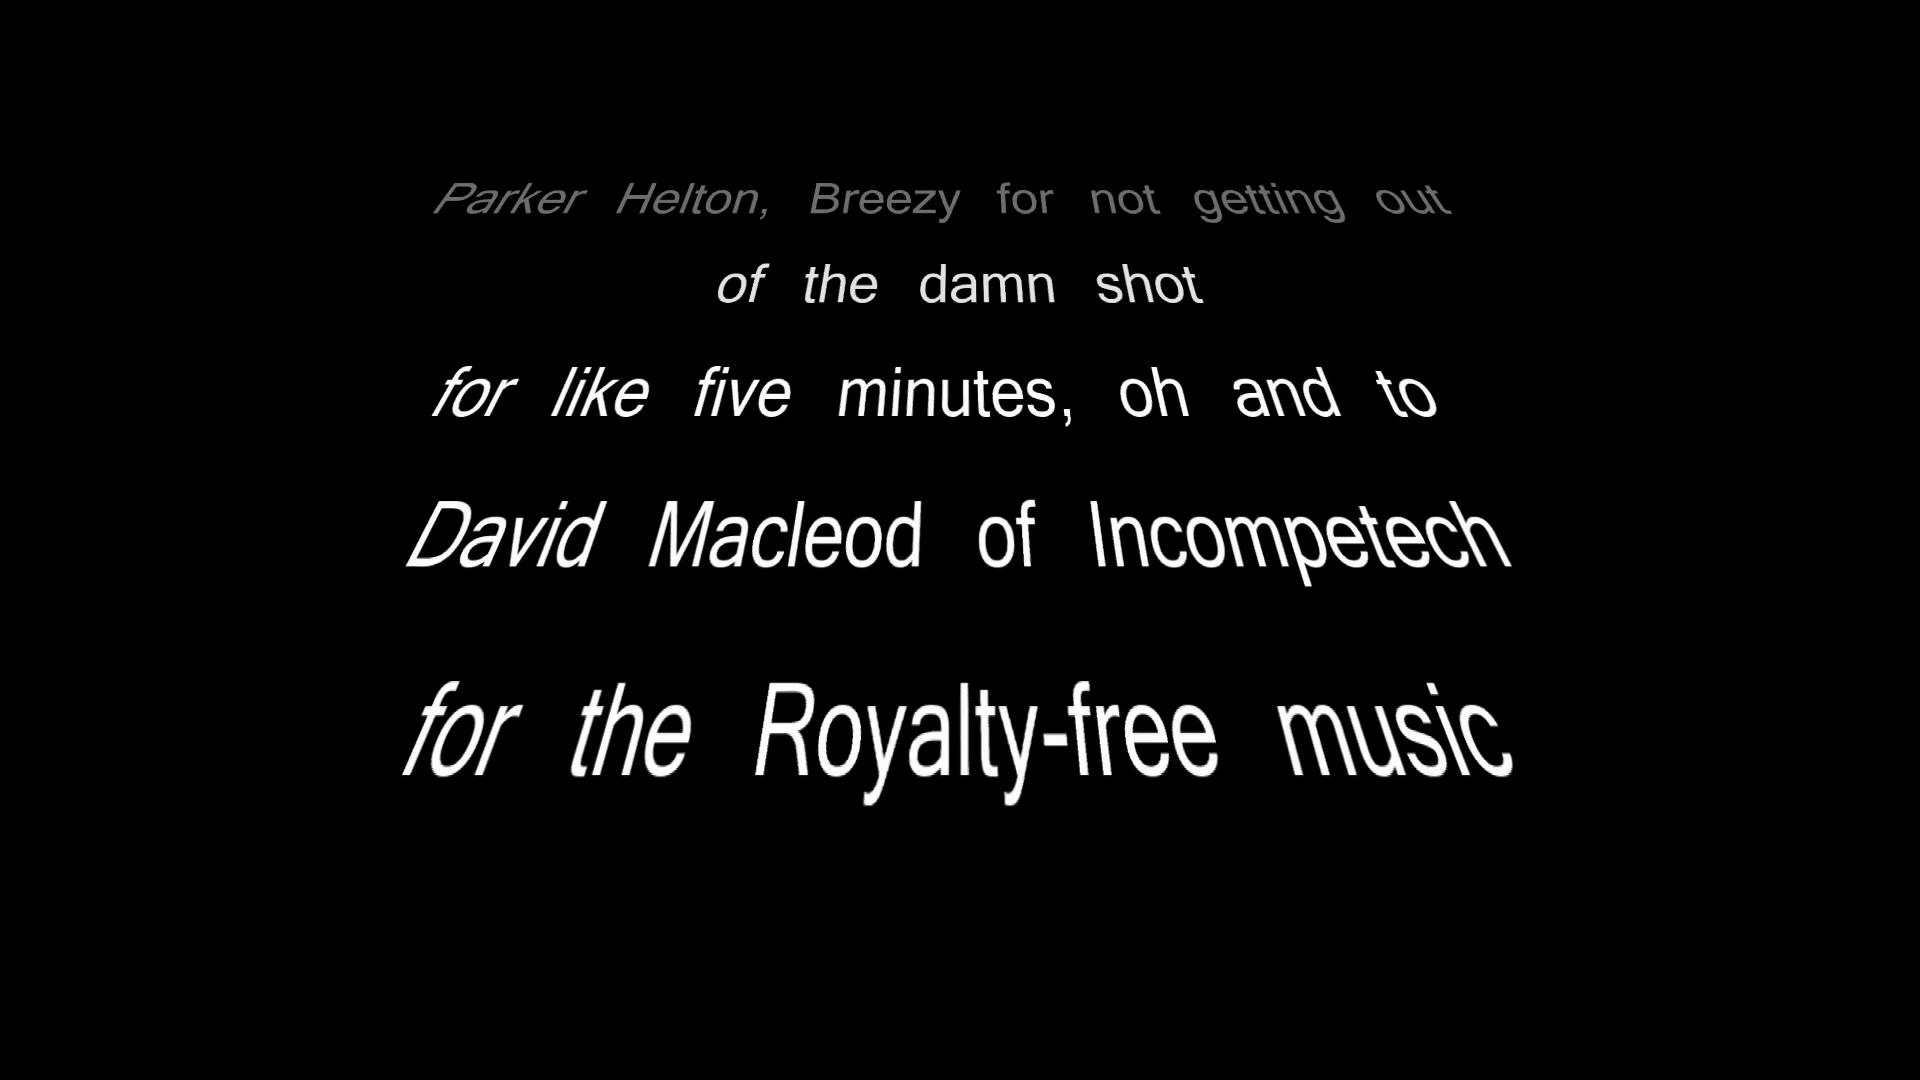 Parker Helton, Breezy for not getting out
of the damn shot
for like five minutes, oh and to
David Macleod of Incompetech
for the Royalty-free music